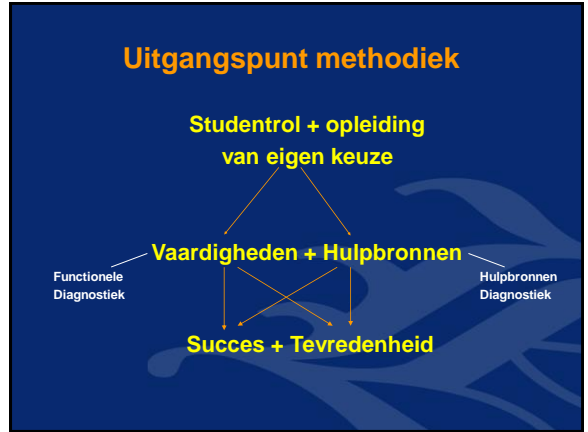 Uitgangspunt methodiek
Studentrol + opleiding
van eigen keuze
Vaardigheden + Hulpbronnen
Functionele
Diagnostiek
Hulpbronnen
Diagnostiek
Succes + Tevredenheid